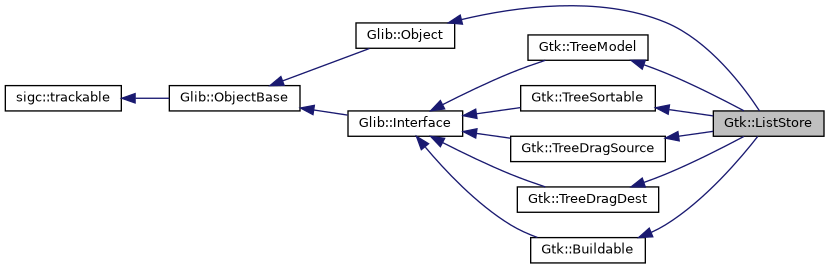 Glib::Object
Gtk::TreeModel
sigc::trackable
Glib::ObjectBase
Gtk::TreeSortable
Glib::Interface
Gtk::ListStore
Gtk::TreeDragSource
Gtk::TreeDragDest
Gtk::Buildable